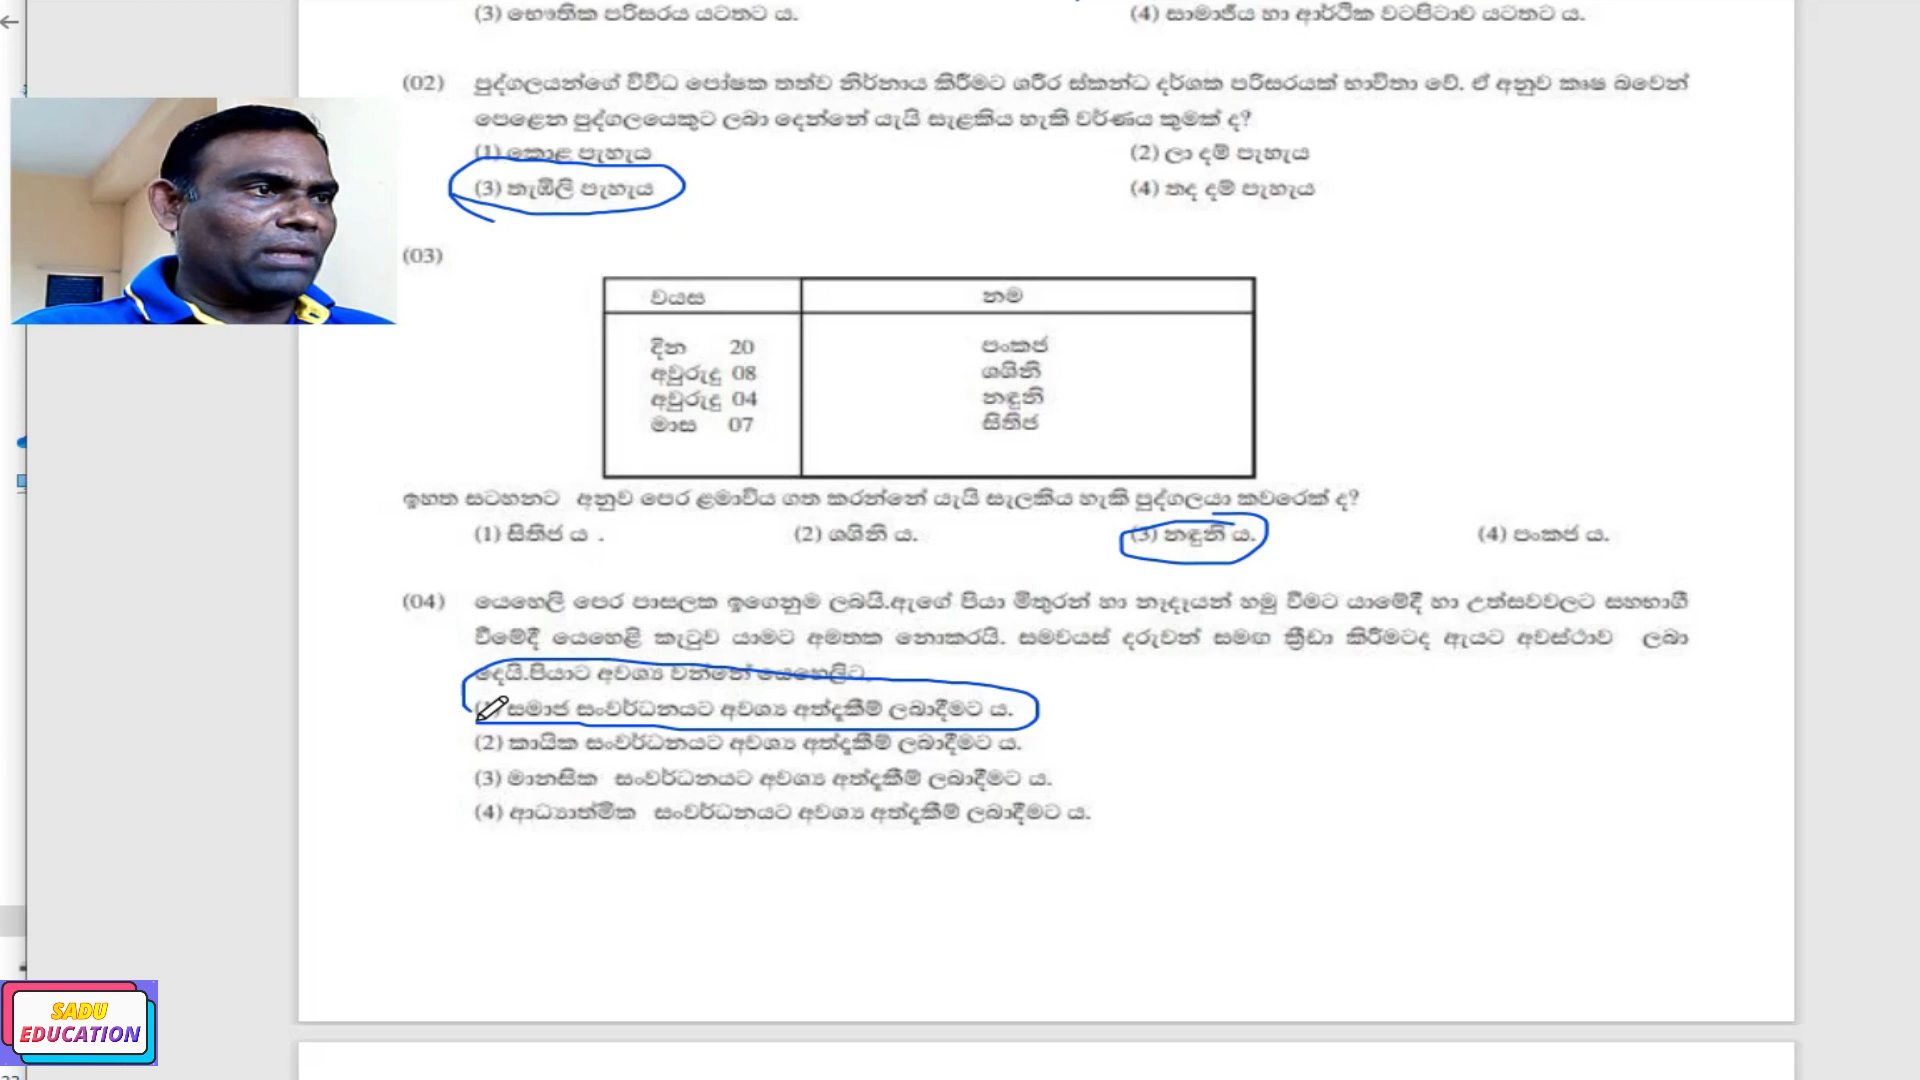 (3) භෞතික පරිසරය යටතට ය.
(4) සාමාජීය හා ආර්ථික වටපිටාව යටතට ය.
(02) පුද්ගලයන්ගේ විවිධ පෝෂක තත්ව නිර්නාය කිරීමට ශරීර ස්කන්ධ දර්ශක පරිසරයක් භාවිතා වේ. ඒ අනුව කෘෂ බවෙන්
පෙළෙන පුද්ගලයෙකුට ලබා දෙන්නේ යැයි සැළකිය හැකි වර්ණය කුමක් ද?
(1) කොළ පැහැය
(2) ලා දම් පැහැය
(3) තැඹිලි පැහැය
(4) තද දම් පැහැය
(03)
වයස නම
දින 20 පංකජ
අවුරුදු 08 ශශිනි
අවුරුදු 04 නඳුනි
මාස 07 සිතිජ
ඉහත සටහනට අනුව පෙර ළමාවිය ගත කරන්නේ යැයි සැලකිය හැකි පුද්ගලයා කවරෙක් ද?
(1) සිතිජ ය .
(2) ශශිනි ය.
(3) නඳුනි ය.
(4) පංකජ ය.
(04) යෙහෙලි පෙර පාසලක ඉගෙනුම ලබයි.ඇගේ පියා මිතුරන් හා නෑදෑයන් හමු වීමට යාමේදී හා උත්සවවලට සහභාගී
වීමේදී යෙහෙළි කැටුව යාමට අමතක නොකරයි. සමවයස් දරුවන් සමඟ ක්‍රීඩා කිරීමටද ඇයට අවස්ථාව ලබා
දෙයි.පියාට අවශ්‍ය වන්නේ යෙහෙලිට,
(1) සමාජ සංවර්ධනයට අවශ්‍ය අත්දැකීම් ලබාදීමට ය.
(2) කායික සංවර්ධනයට අවශ්‍ය අත්දැකීම් ලබාදීමට ය.
(3) මානසික සංවර්ධනයට අවශ්‍ය අත්දැකීම් ලබාදීමට ය.
(4) ආධ්‍යාත්මික සංවර්ධනයට අවශ්‍ය අත්දැකීම් ලබාදීමට ය.
SADU
EDUCATION